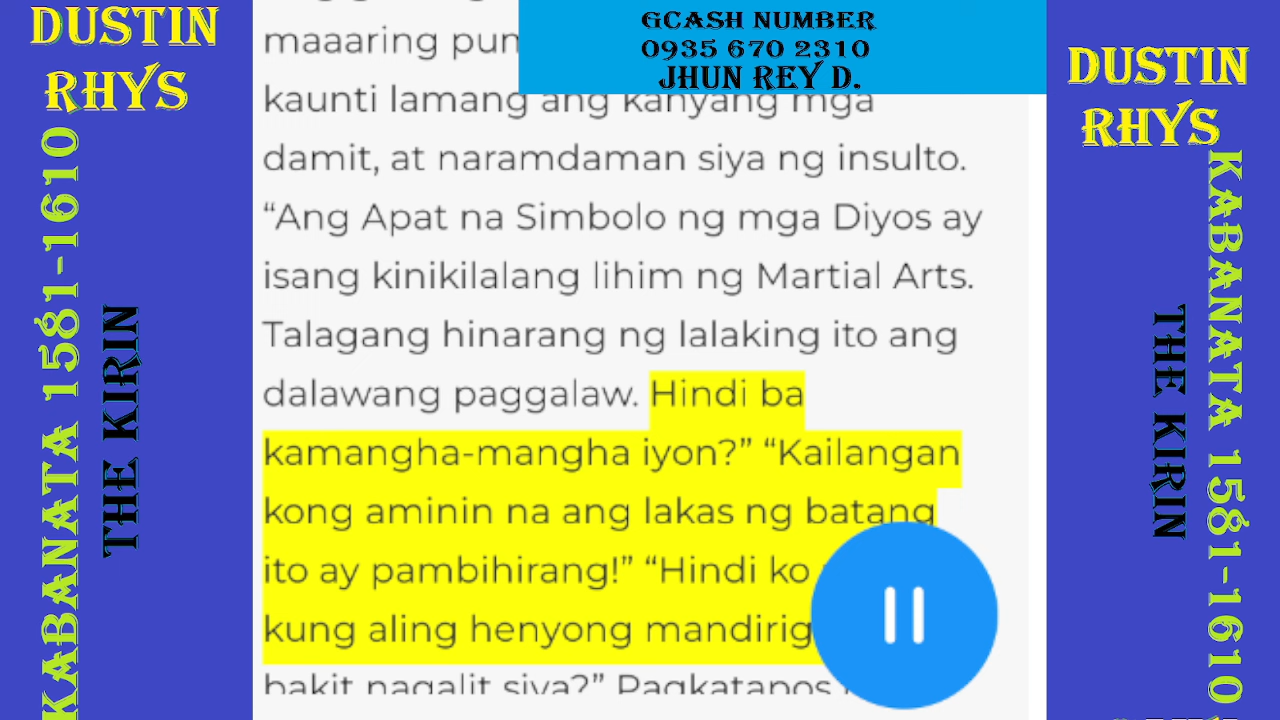 DUSTIN
RHYS
KABANATA 1581-1610
THE KIRIN
GCASH NUMBER
0935 670 2310
JHUN REY D.
maaaring
kaunti lamang ang kanyang mga
damit, at naramdaman siya ng insulto.
“Ang Apat na Simbolo ng mga Diyos ay
isang kinikilalang lihim ng Martial Arts.
Talagang hinarang ng lalaking ito ang
dalawang paggalaw. Hindi ba
kamangha-mangha iyon?” “Kailangan
kong aminin na ang lakas ng batang
ito ay pambihirang!” “Hindi ko
kung aling henyong
bakit nagalit siya?” Pagkatapos
DUSTIN
RHYS
KABANATA 1581-1610
THE KIRIN